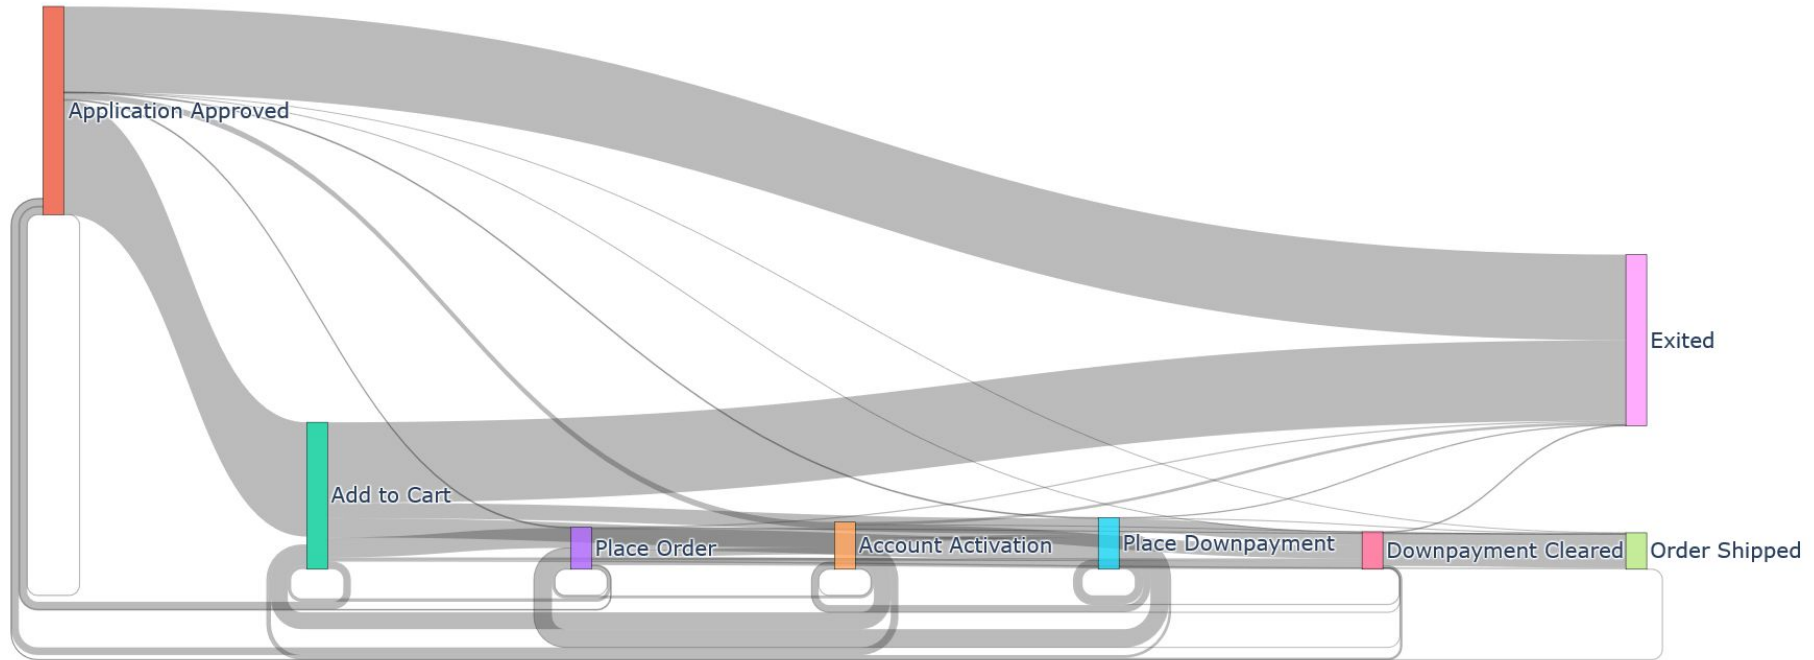 Application Approved
Exited
Add to Cart
Place Order
Account Activation
Place Downpayment
Downpayment Cleared
Order Shipped